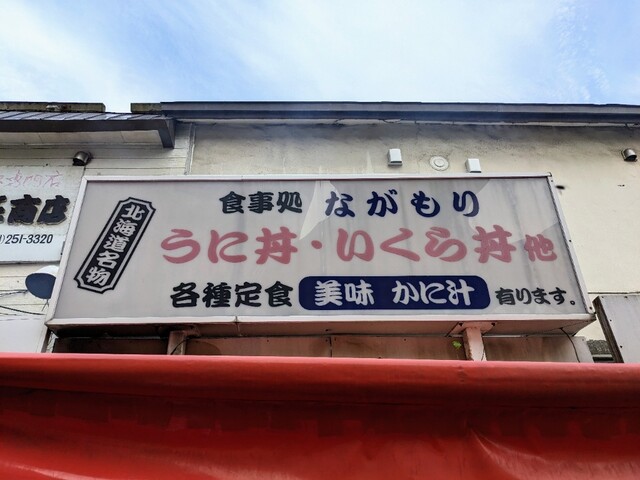 食事処 ながもり
北海道名物
うに丼・いくら丼他
各種定食 美味 かに汁 有ります。
商店
251-3320